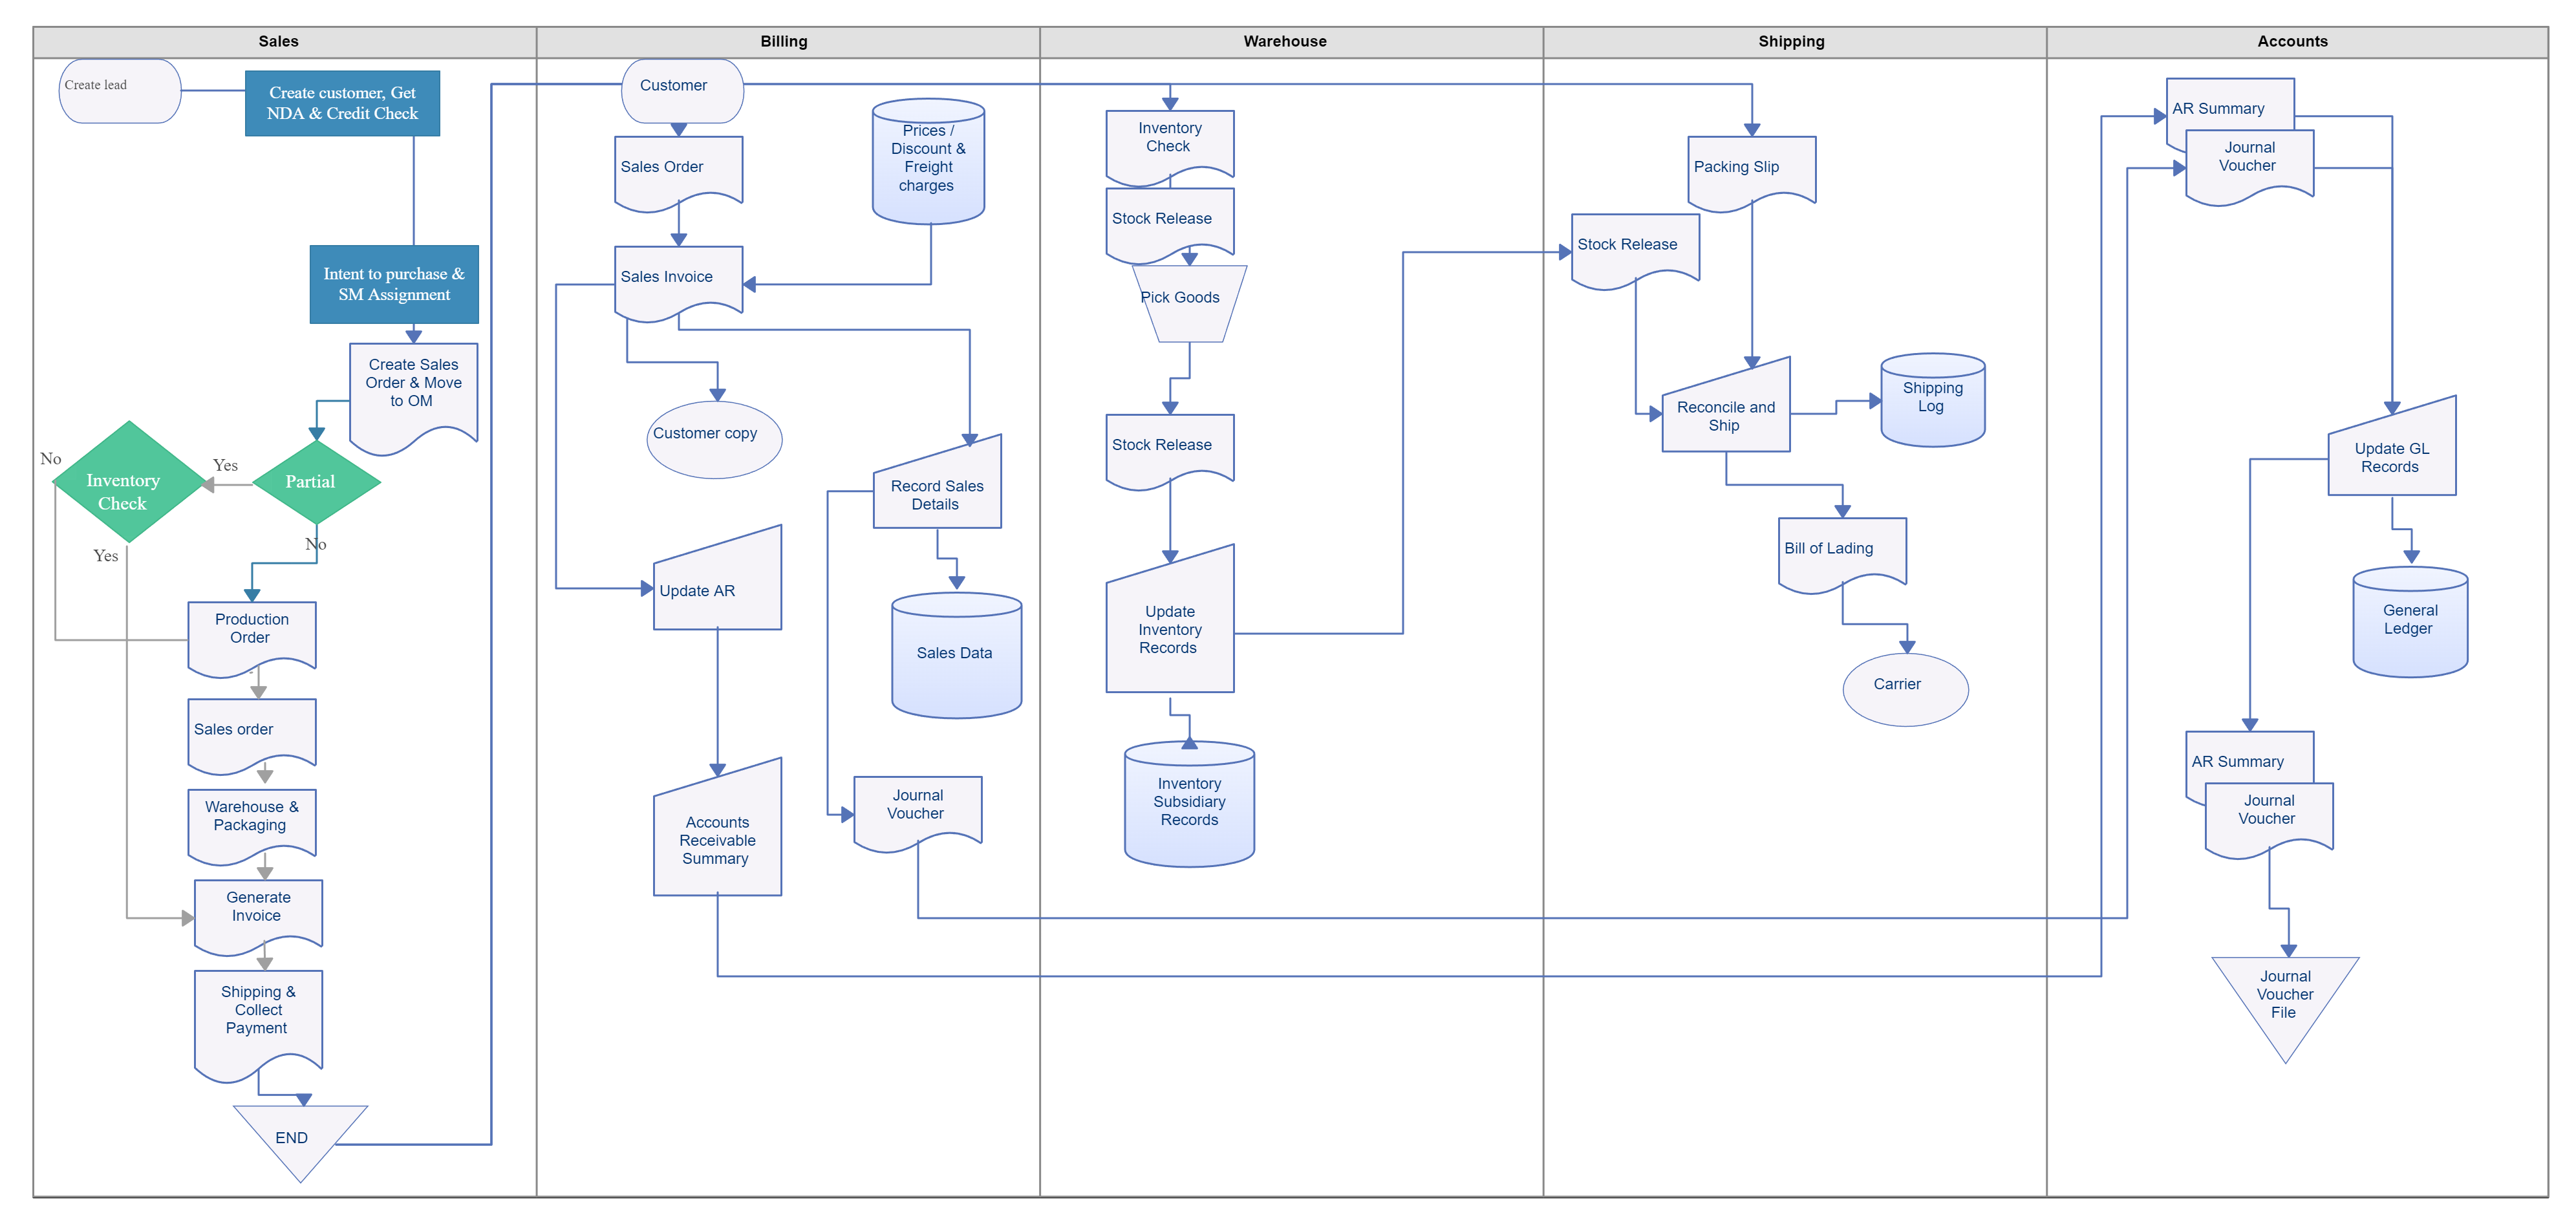 Sales
Billing
Warehouse
Shipping
Accounts
Create lead
Create customer, Get
NDA & Credit Check
Intent to purchase &
SM Assignment
Create Sales
Order & Move
to OM
Partial
Yes
No
Inventory
Check
No
Yes
Production
Order
Sales order
Warehouse &
Packaging
Generate
Invoice
Shipping &
Collect
Payment
END
Customer
Sales Order
Prices /
Discount &
Freight
charges
Sales Invoice
Customer copy
Record Sales
Details
Update AR
Sales Data
Accounts
Receivable
Summary
Journal
Voucher
Inventory
Check
Stock Release
Pick Goods
Stock Release
Update
Inventory
Records
Inventory
Subsidiary
Records
Packing Slip
Stock Release
Reconcile and
Ship
Shipping
Log
Bill of Lading
Carrier
AR Summary
Journal
Voucher
Update GL
Records
General
Ledger
AR Summary
Journal
Voucher
Journal
Voucher
File